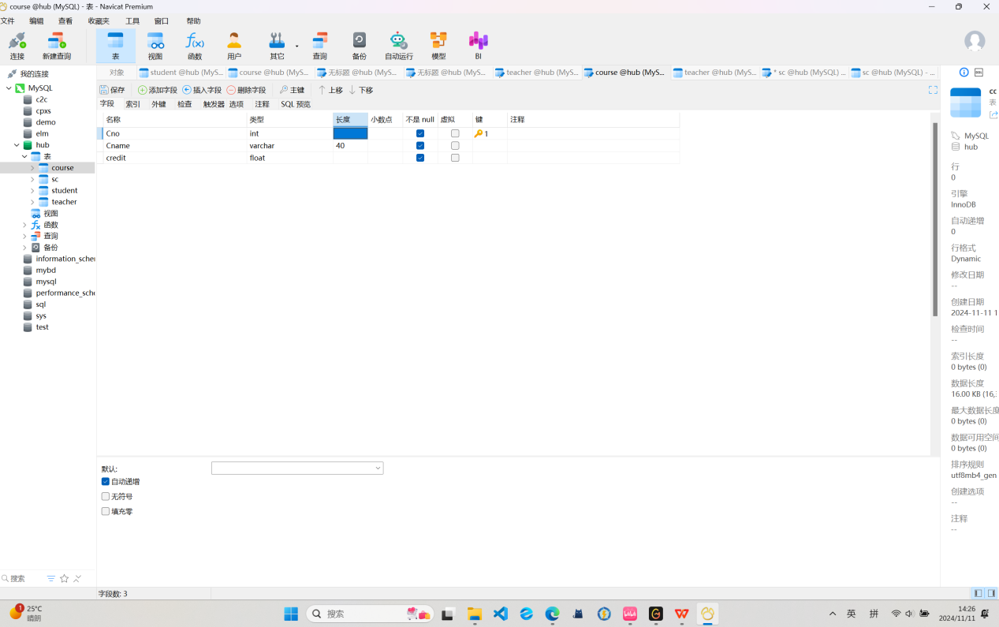 course @hub (MySQL) - 表 - Navicat Premium
文件 编辑 查看 收藏夹 工具 窗口 帮助
连接 新建查询 表 视图 函数 用户 其它 查询 备份 自动运行 模型 BI
我的连接
MySQL
c2c
cpxs
demo
elm
hub
表
course
sc
student
teacher
视图
函数
查询
备份
information_scher
mybd
mysql
performance_sche
sql
sys
test
搜索
对象 student @hub (MyS... course @hub (MyS... 无标题 @hub (MyS... 无标题 @hub (MyS... teacher @hub (MyS... course @hub (MyS... teacher @hub (MyS... * sc @hub (MySQL) ... sc @hub (MySQL) - ...
保存 添加字段 插入字段 删除字段 主键 上移 下移
字段 索引 外键 检查 触发器 选项 注释 SQL 预览
名称 类型 长度 小数点 不是 null 虚拟 键 注释
Cno int 1
Cname varchar 40
credit float
默认:
自动递增
无符号
填充零
字段数: 3
cc
表
MySQL
hub
行
0
引擎
InnoDB
自动递增
0
行格式
Dynamic
修改日期
--
创建日期
2024-11-11 1
检查时间
--
索引长度
0 bytes (0)
数据长度
16.00 KB (16,
最大数据长度
0 bytes (0)
数据可用空间
0 bytes (0)
排序规则
utf8mb4_gen
创建选项
--
注释
--
1
25°C
晴朗
搜索
英 拼
14:26
2024/11/11